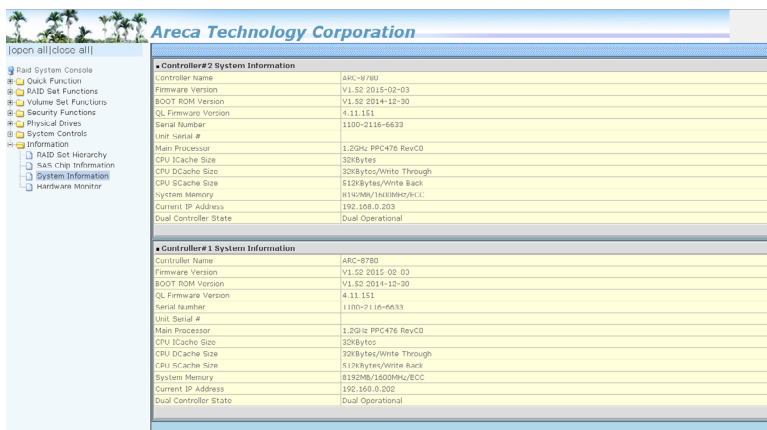 Areca Technology Corporation
|open all|close all|
Raid System Console
Quick Function
RAID Set Functions
Volume Set Functions
Security Functions
Physical Drives
System Controls
Information
RAID Set Hierarchy
SAS Chip Information
System Information
Hardware Monitor
Controller#2 System Information
Controller Name ARC-8780
Firmware Version V1.52 2015-02-03
BOOT ROM Version V1.52 2014-12-30
QL Firmware Version 4.11.151
Serial Number 1100-2116-6633
Unit Serial #
Main Processor 1.2GHz PPC476 RevC0
CPU ICache Size 32KBytes
CPU DCache Size 32KBytes/Write Through
CPU SCache Size 512KBytes/Write Back
System Memory 8192MB/1600MHz/ECC
Current IP Address 192.168.0.203
Dual Controller State Dual Operational
Controller#1 System Information
Controller Name ARC-8780
Firmware Version V1.52 2015-02-03
BOOT ROM Version V1.52 2014-12-30
QL Firmware Version 4.11.151
Serial Number 1100-2116-6633
Unit Serial #
Main Processor 1.2GHz PPC476 RevC0
CPU ICache Size 32KBytes
CPU DCache Size 32KBytes/Write Through
CPU SCache Size 512KBytes/Write Back
System Memory 8192MB/1600MHz/ECC
Current IP Address 192.168.0.202
Dual Controller State Dual Operational